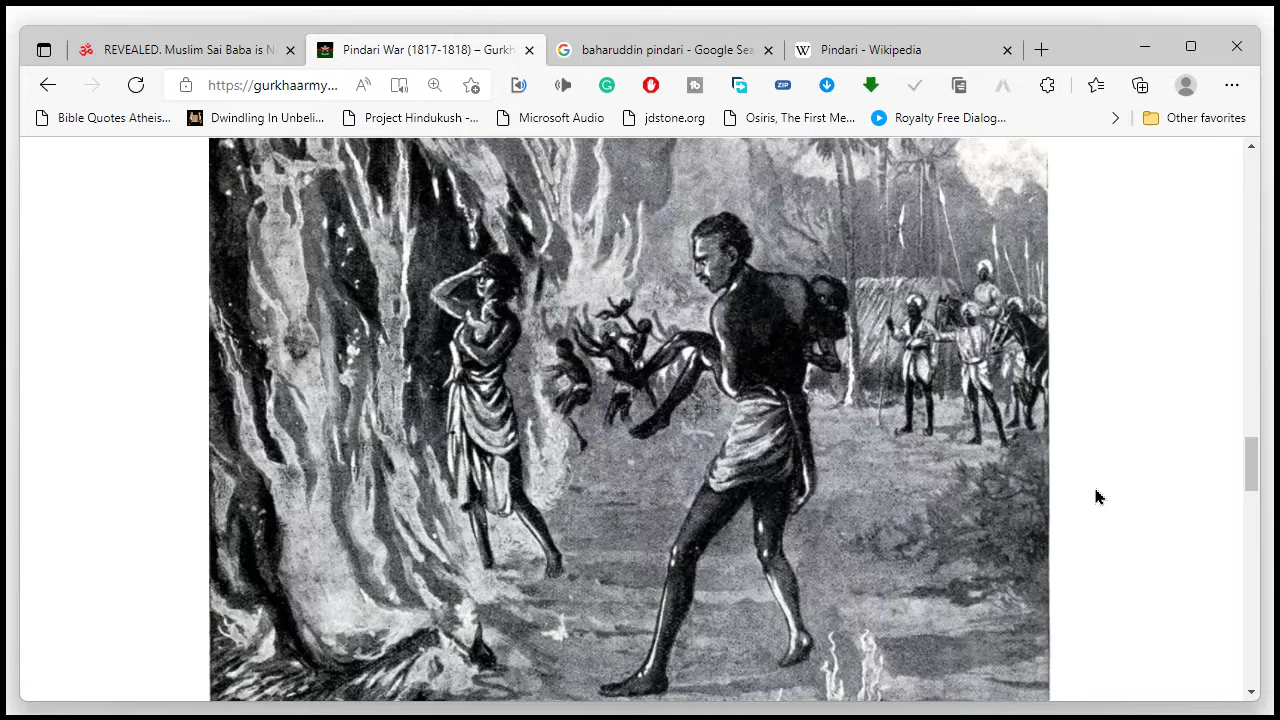 REVEALED. Muslim Sai Baba is N
Pindari War (1817-1818) – Gurkh
baharuddin pindari - Google Sea
W Pindari - Wikipedia
https://gurkhaarmy...
ZIP
Bible Quotes Atheis...
Dwindling In Unbeli...
Project Hindukush -...
Microsoft Audio
jdstone.org
Osiris, The First Me...
Royalty Free Dialog...
Other favorites